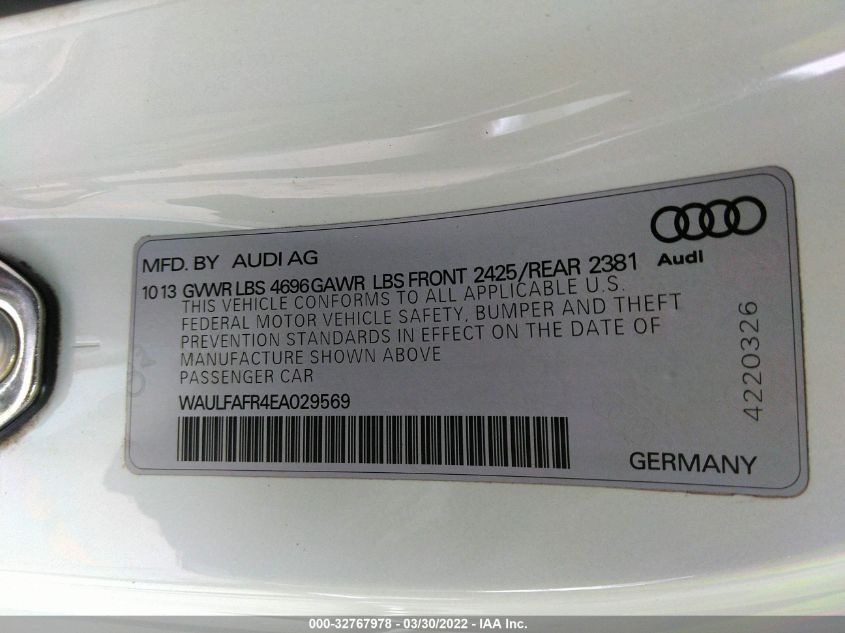 MFD. BY AUDI AG
10 13 GVWR LBS 4696 GAWR LBS FRONT 2425/REAR 2381
Audi
THIS VEHICLE CONFORMS TO ALL APPLICABLE U.S.
FEDERAL MOTOR VEHICLE SAFETY, BUMPER AND THEFT
PREVENTION STANDARDS IN EFFECT ON THE DATE OF
MANUFACTURE SHOWN ABOVE
PASSENGER CAR
WAULFAFR4EA029569
4220326
GERMANY
000-32767978 - 03/30/2022 - IAA Inc.